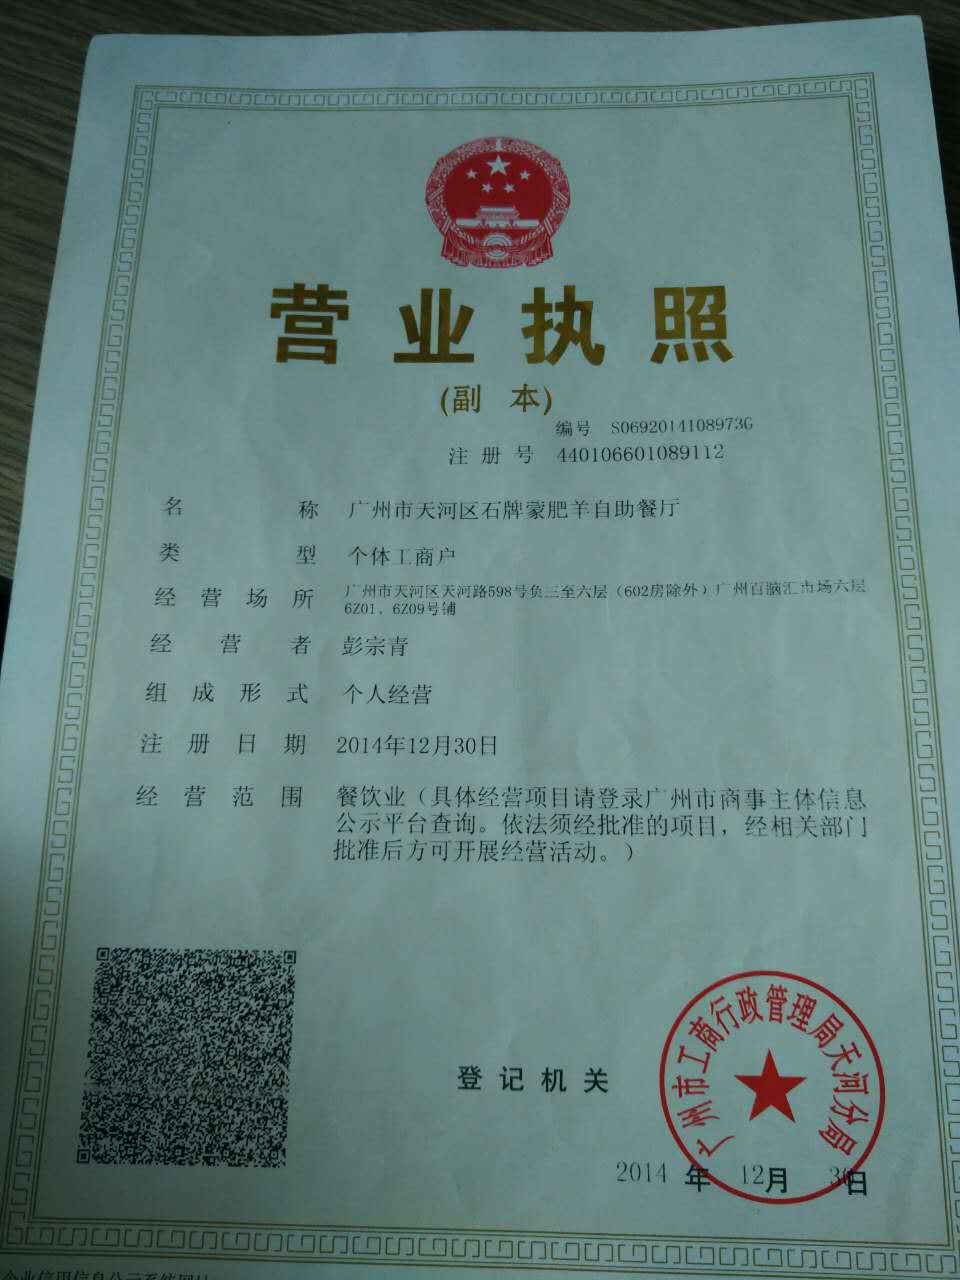 营业执照
(副本)
编号 S0692014108973G
注册号 440106601089112
名称 广州市天河区石牌蒙肥羊自助餐厅
类型 个体工商户
经营场所 广州市天河区天河路598号负三至六层（602房除外）广州百脑汇市场六层
6Z01、6Z09号铺
经营者 彭宗青
组成形式 个人经营
注册日期 2014年12月30日
经营范围 餐饮业（具体经营项目请登录广州市商事主体信息
公示平台查询。依法须经批准的项目，经相关部门
批准后方可开展经营活动。）
登记机关
广州市工商行政管理局天河分局
2014年12月30日
企业信用信息公示系统网址